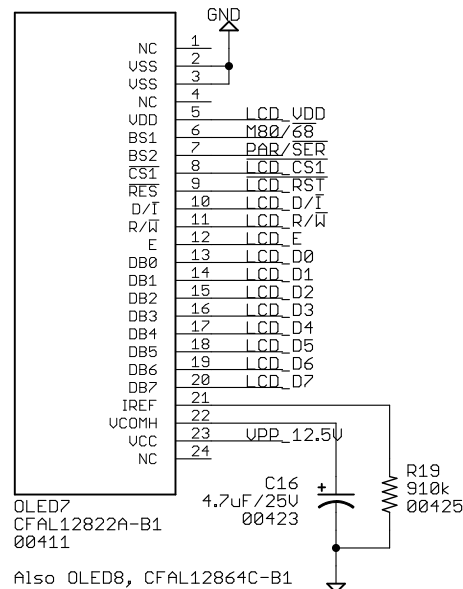 GND
NC 1
VSS 2
VSS 3
NC 4
VDD 5 LCD_VDD
BS1 6 M80/68
BS2 7 PAR/SER
CS1 8 LCD_CS1
RES 9 LCD_RST
D/I 10 LCD_D/I
R/W 11 LCD_R/W
E 12 LCD_E
DB0 13 LCD_D0
DB1 14 LCD_D1
DB2 15 LCD_D2
DB3 16 LCD_D3
DB4 17 LCD_D4
DB5 18 LCD_D5
DB6 19 LCD_D6
DB7 20 LCD_D7
IREF 21
VCOMH 22
VCC 23 VPP_12.5V
NC 24
C16 +
4.7uF/25V
00423
R19
910k
00425
OLED7
CFAL12822A-B1
00411
Also OLED8, CFAL12864C-B1